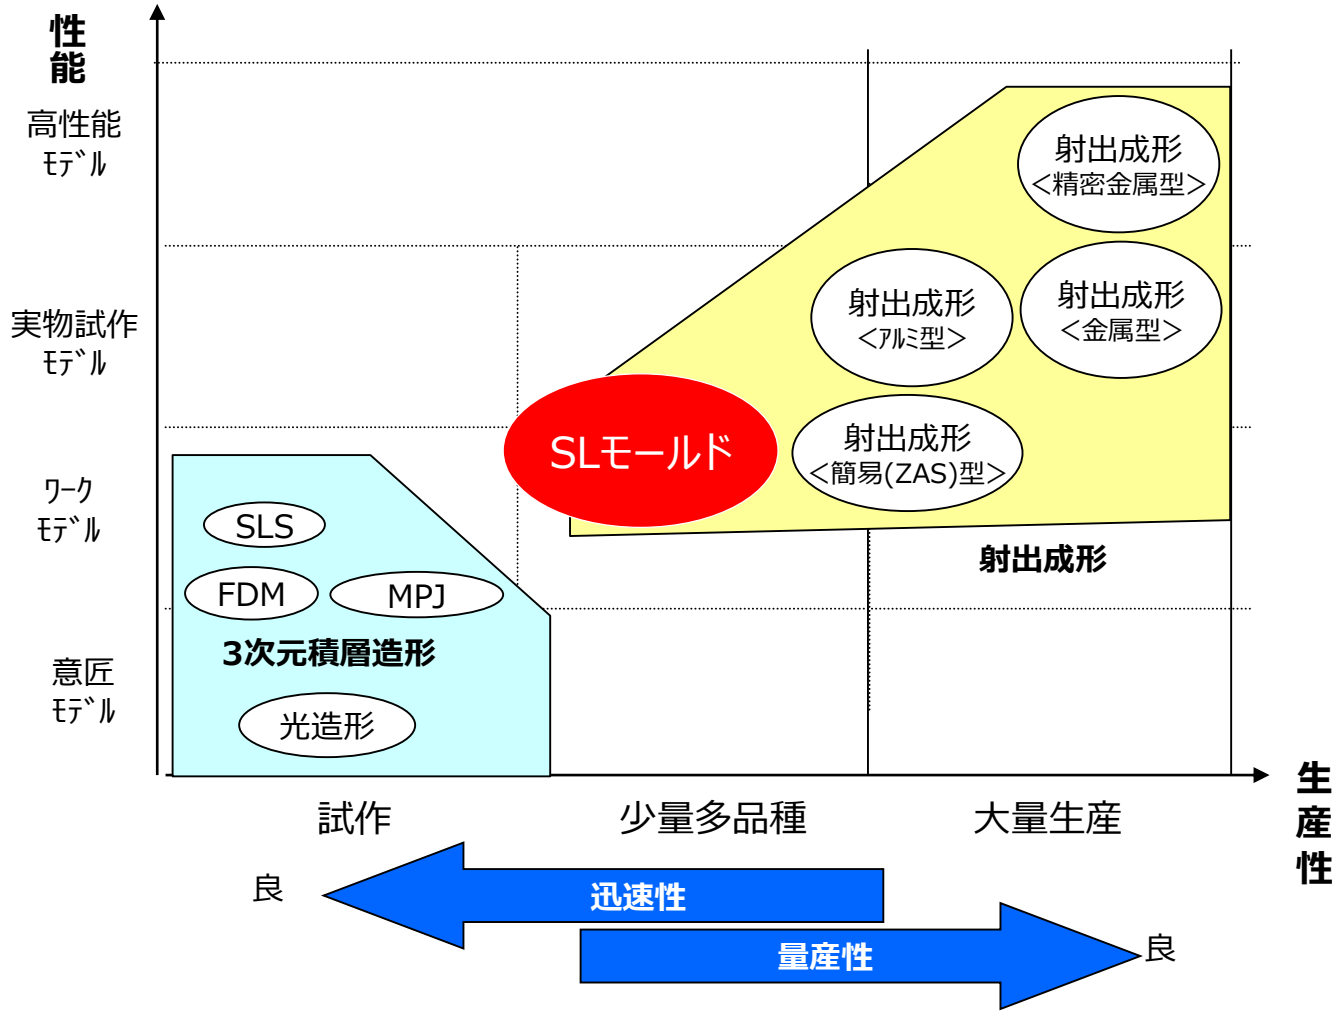 性
能
高性能
ﾓﾃﾞﾙ
実物試作
ﾓﾃﾞﾙ
ﾜｰｸ
ﾓﾃﾞﾙ
意匠
ﾓﾃﾞﾙ
射出成形
＜精密金属型＞
射出成形
＜ｱﾙﾐ型＞
射出成形
＜金属型＞
SLモールド
射出成形
＜簡易(ZAS)型＞
射出成形
SLS
FDM
MPJ
3次元積層造形
光造形
試作
少量多品種
大量生産
生
産
性
良
迅速性
量産性
良